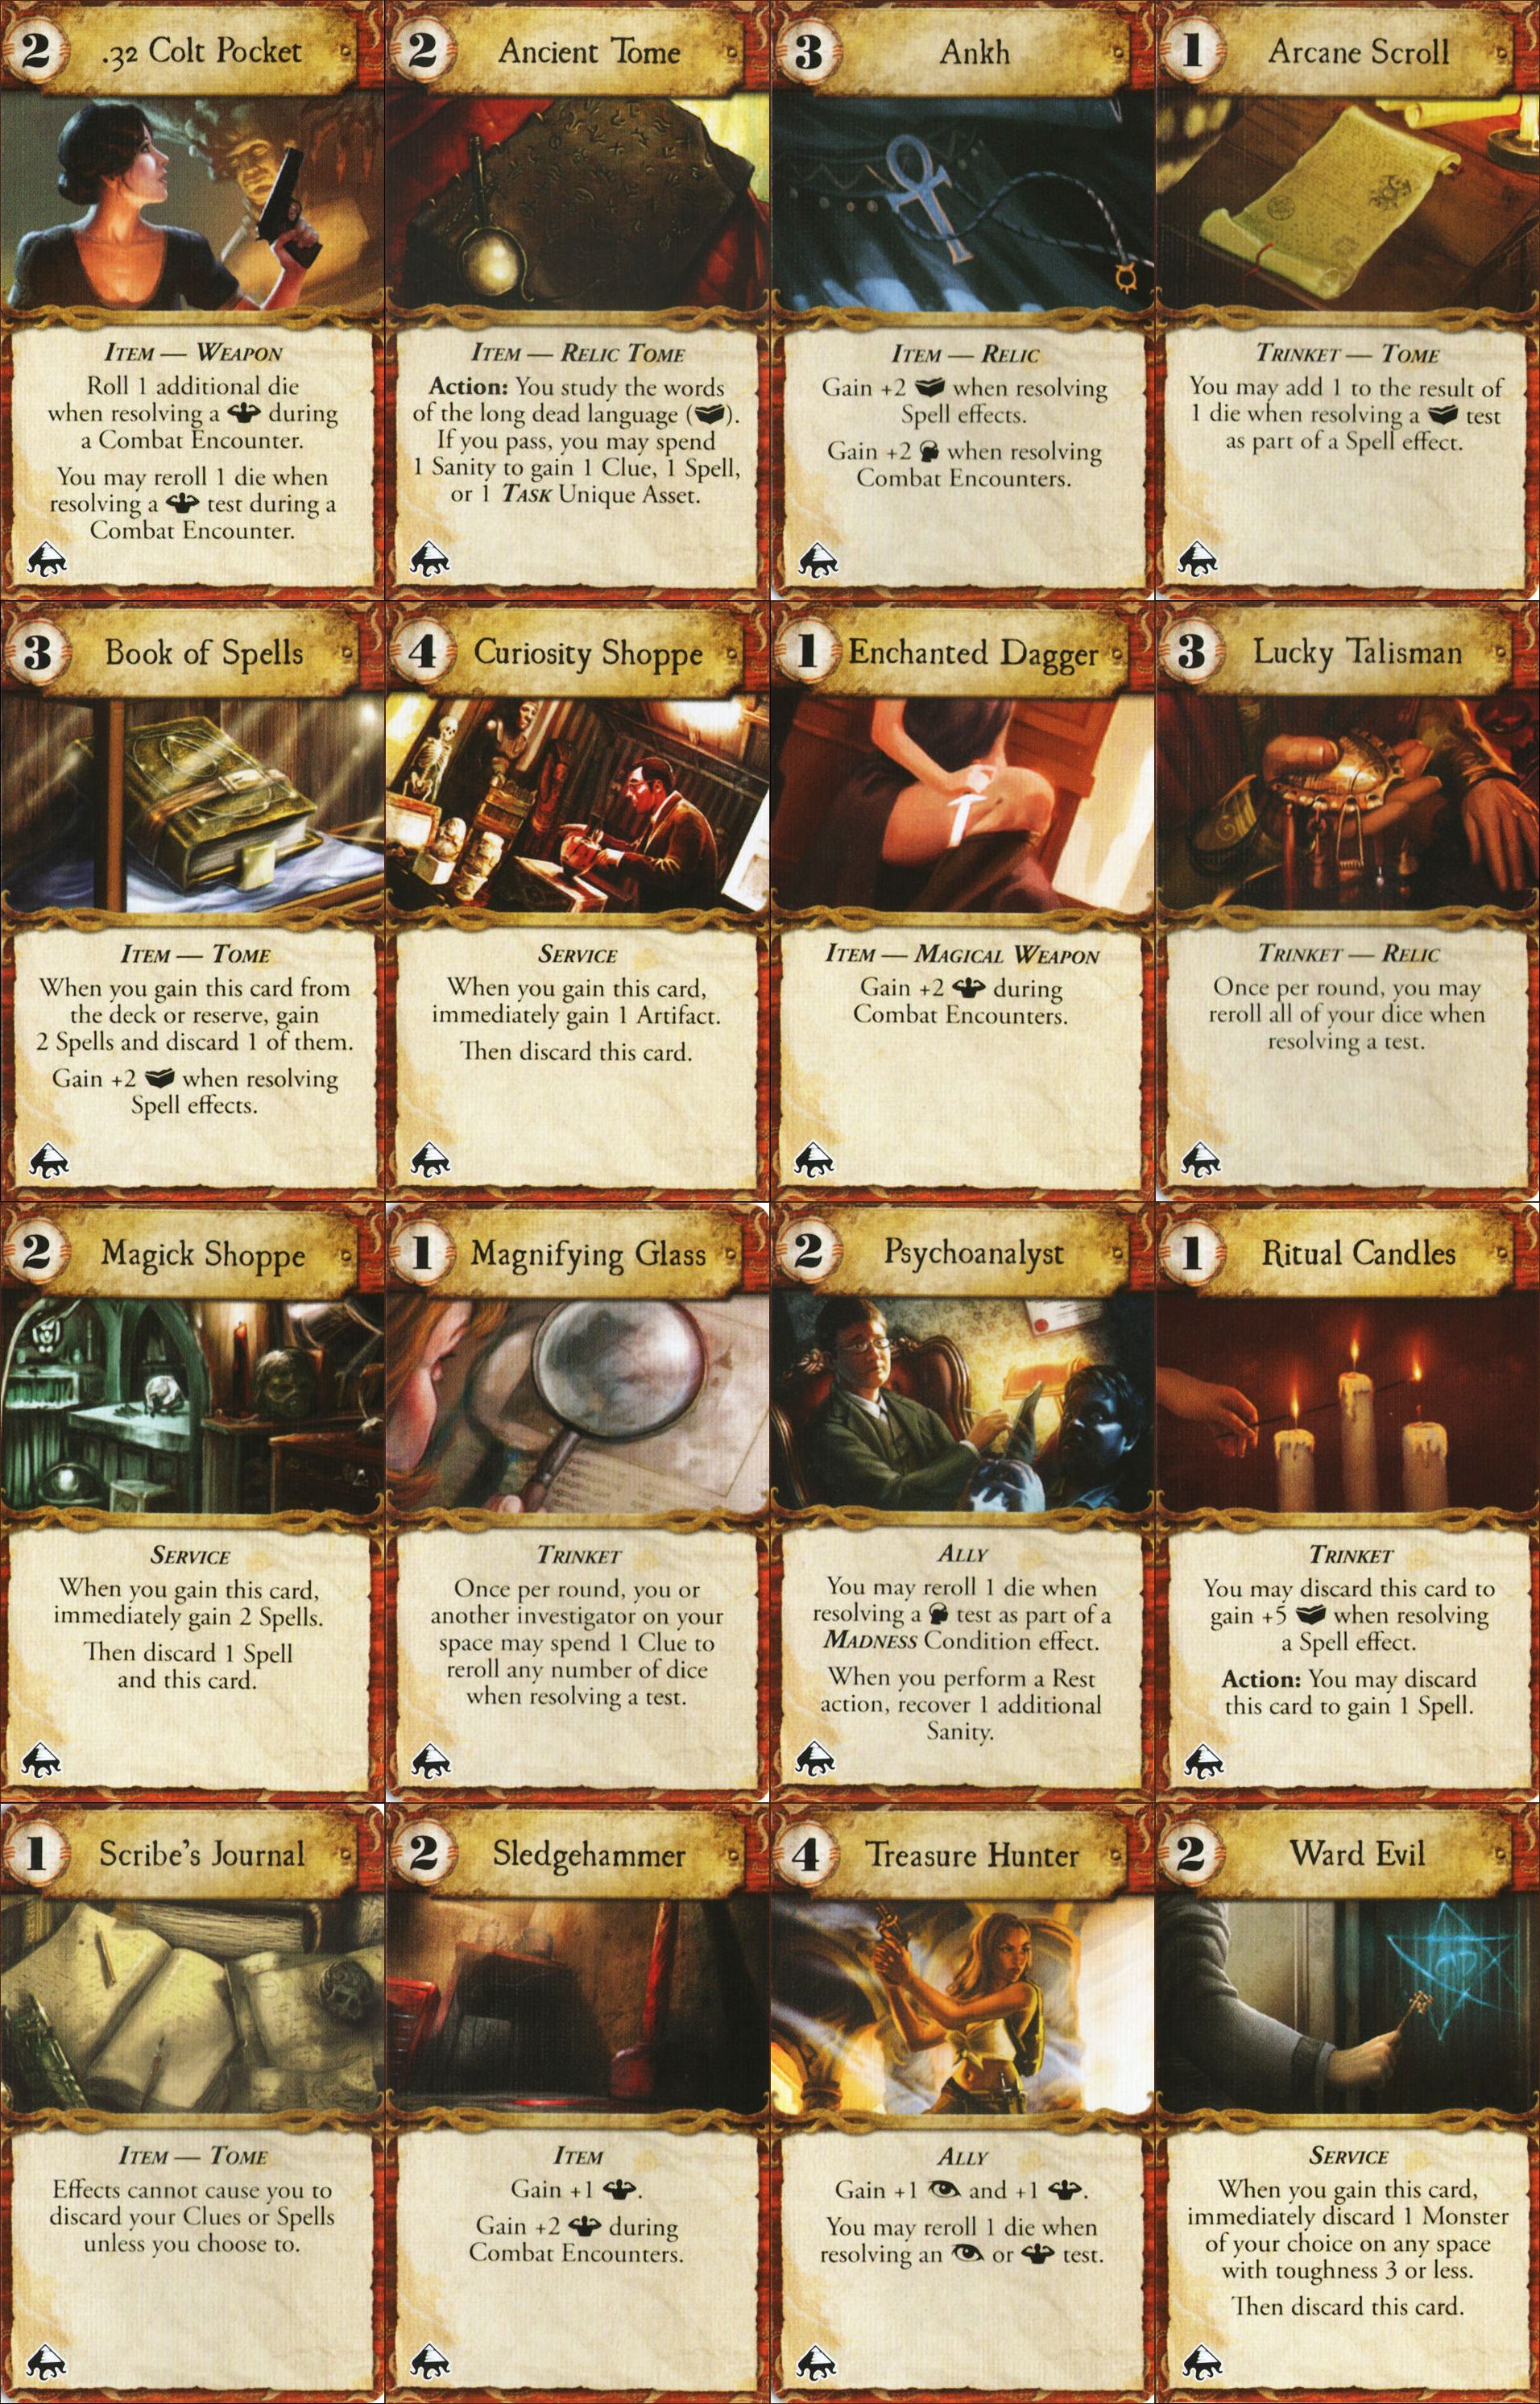 2
.32 Colt Pocket
Item — Weapon
Roll 1 additional die
when resolving a during
a Combat Encounter.
You may reroll 1 die when
resolving a test during a
Combat Encounter.
2
Ancient Tome
Item — Relic Tome
Action: You study the words
of the long dead language ( ).
If you pass, you may spend
1 Sanity to gain 1 Clue, 1 Spell,
or 1 Task Unique Asset.
3
Ankh
Item — Relic
Gain +2 when resolving
Spell effects.
Gain +2 when resolving
Combat Encounters.
1
Arcane Scroll
Trinket — Tome
You may add 1 to the result of
1 die when resolving a test
as part of a Spell effect.
3
Book of Spells
Item — Tome
When you gain this card from
the deck or reserve, gain
2 Spells and discard 1 of them.
Gain +2 when resolving
Spell effects.
4
Curiosity Shoppe
Service
When you gain this card,
immediately gain 1 Artifact.
Then discard this card.
1
Enchanted Dagger
Item — Magical Weapon
Gain +2 during
Combat Encounters.
3
Lucky Talisman
Trinket — Relic
Once per round, you may
reroll all of your dice when
resolving a test.
2
Magick Shoppe
Service
When you gain this card,
immediately gain 2 Spells.
Then discard 1 Spell
and this card.
1
Magnifying Glass
Trinket
Once per round, you or
another investigator on your
space may spend 1 Clue to
reroll any number of dice
when resolving a test.
2
Psychoanalyst
Ally
You may reroll 1 die when
resolving a test as part of a
Madness Condition effect.
When you perform a Rest
action, recover 1 additional
Sanity.
1
Ritual Candles
Trinket
You may discard this card to
gain +5 when resolving
a Spell effect.
Action: You may discard
this card to gain 1 Spell.
1
Scribe's Journal
Item — Tome
Effects cannot cause you to
discard your Clues or Spells
unless you choose to.
2
Sledgehammer
Item
Gain +1 .
Gain +2 during
Combat Encounters.
4
Treasure Hunter
Ally
Gain +1 and +1 .
You may reroll 1 die when
resolving an or test.
2
Ward Evil
Service
When you gain this card,
immediately discard 1 Monster
of your choice on any space
with toughness 3 or less.
Then discard this card.